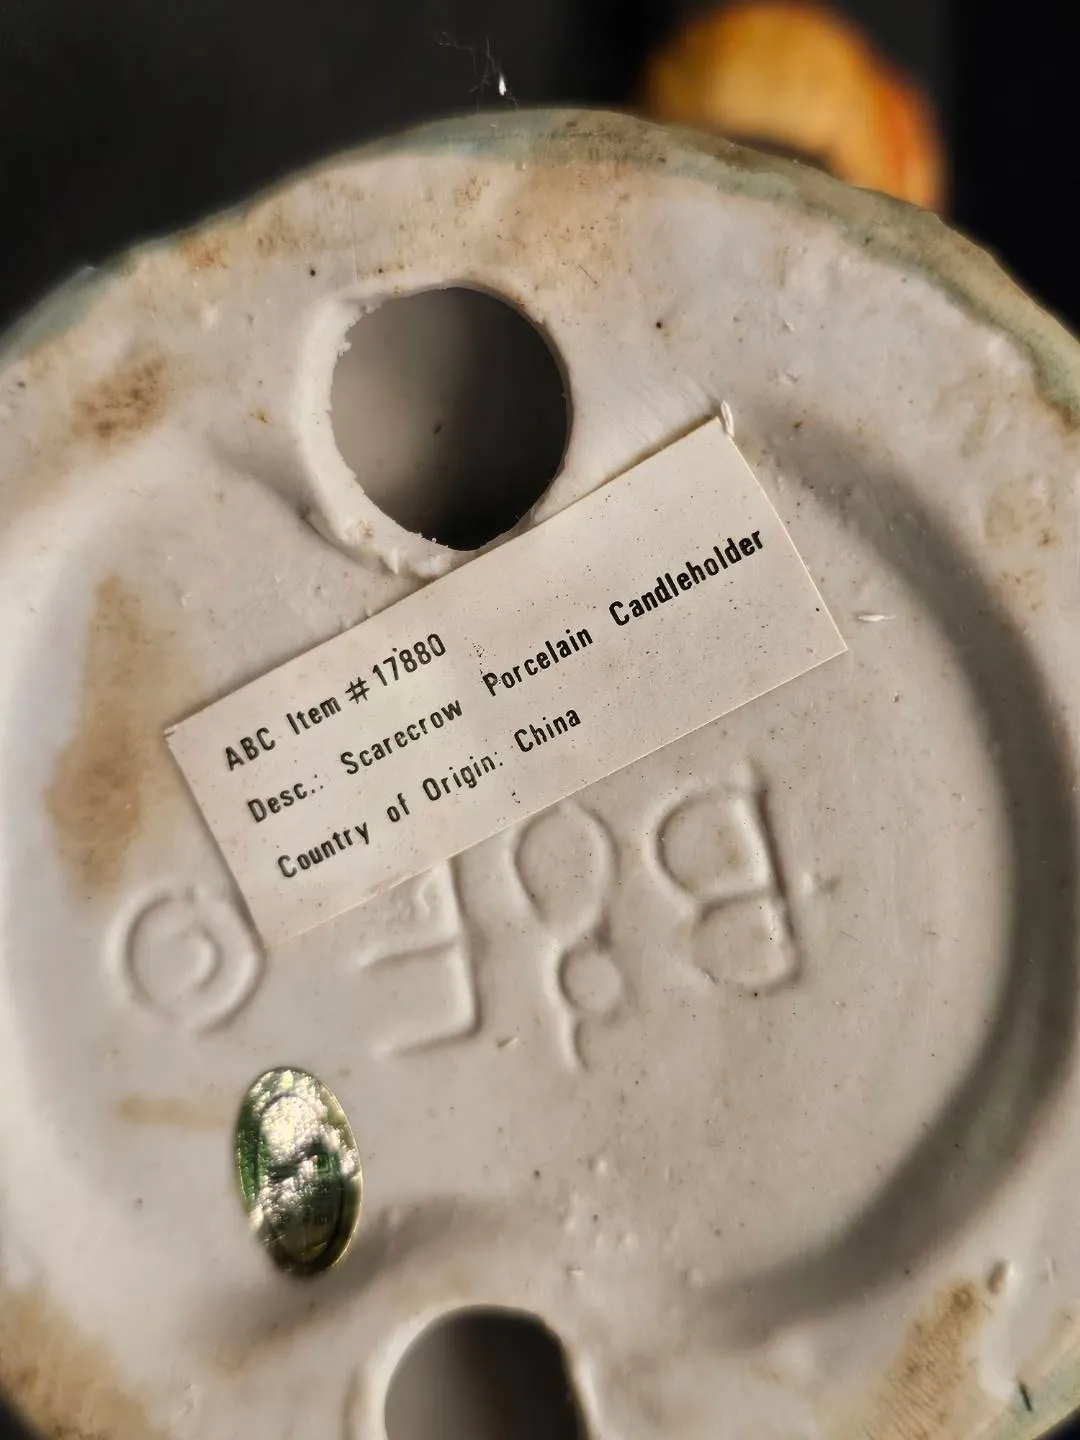 ABC Item #17880
Desc.: Scarecrow Porcelain Candleholder
Country of Origin: China
©